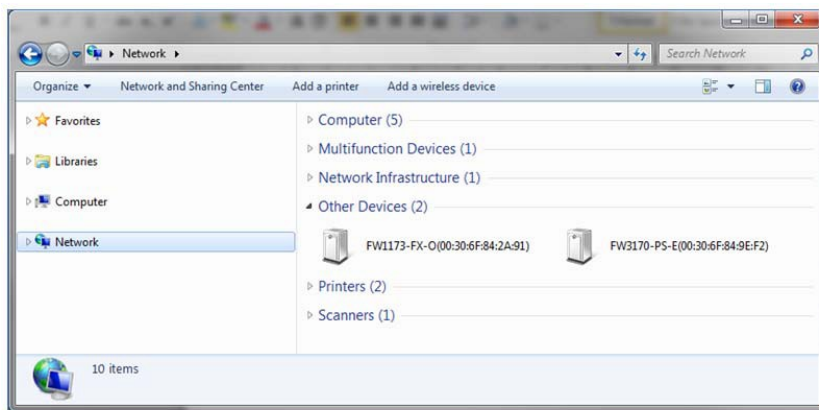 Network
Search Network
Organize
Network and Sharing Center
Add a printer
Add a wireless device
Favorites
Libraries
Computer
Network
Computer (5)
Multifunction Devices (1)
Network Infrastructure (1)
Other Devices (2)
FW1173-FX-O(00:30:6F:84:2A:91)
FW3170-PS-E(00:30:6F:84:9E:F2)
Printers (2)
Scanners (1)
10 items